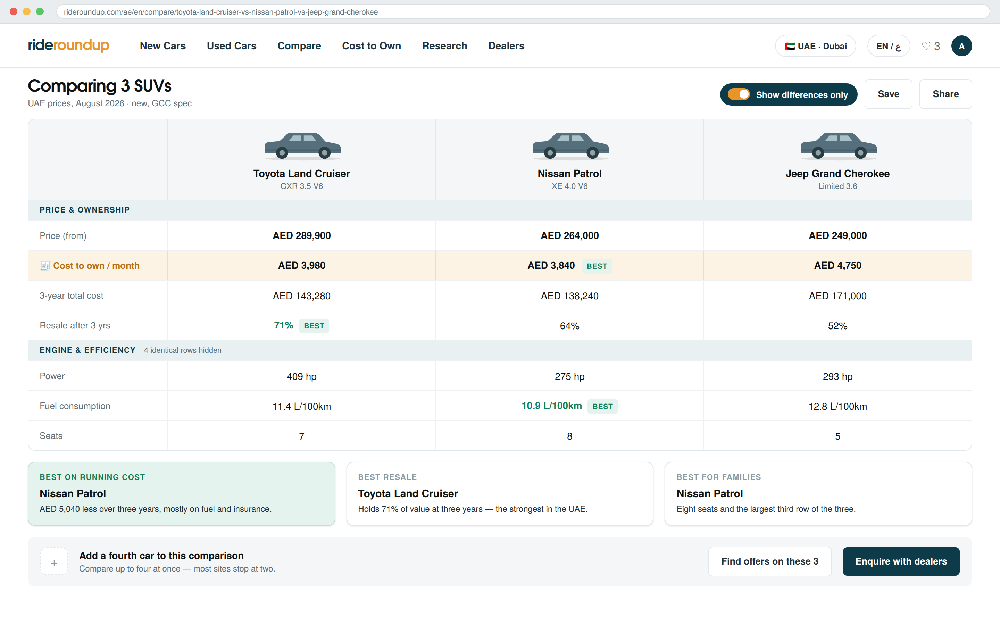 rideroundup.com/ae/en/compare/toyota-land-cruiser-vs-nissan-patrol-vs-jeep-grand-cherokee
rideroundup New Cars Used Cars Compare Cost to Own Research Dealers 🇦🇪 UAE · Dubai EN / ع ♡ 3 A
Comparing 3 SUVs
UAE prices, August 2026 · new, GCC spec
Show differences only Save Share
Toyota Land Cruiser Nissan Patrol Jeep Grand Cherokee
GXR 3.5 V6 XE 4.0 V6 Limited 3.6
PRICE & OWNERSHIP
Price (from) AED 289,900 AED 264,000 AED 249,000
🧾 Cost to own / month AED 3,980 AED 3,840 BEST AED 4,750
3-year total cost AED 143,280 AED 138,240 AED 171,000
Resale after 3 yrs 71% BEST 64% 52%
ENGINE & EFFICIENCY 4 identical rows hidden
Power 409 hp 275 hp 293 hp
Fuel consumption 11.4 L/100km 10.9 L/100km BEST 12.8 L/100km
Seats 7 8 5
BEST ON RUNNING COST
Nissan Patrol
AED 5,040 less over three years, mostly on fuel and insurance.
BEST RESALE
Toyota Land Cruiser
Holds 71% of value at three years — the strongest in the UAE.
BEST FOR FAMILIES
Nissan Patrol
Eight seats and the largest third row of the three.
+
Add a fourth car to this comparison
Compare up to four at once — most sites stop at two.
Find offers on these 3 Enquire with dealers